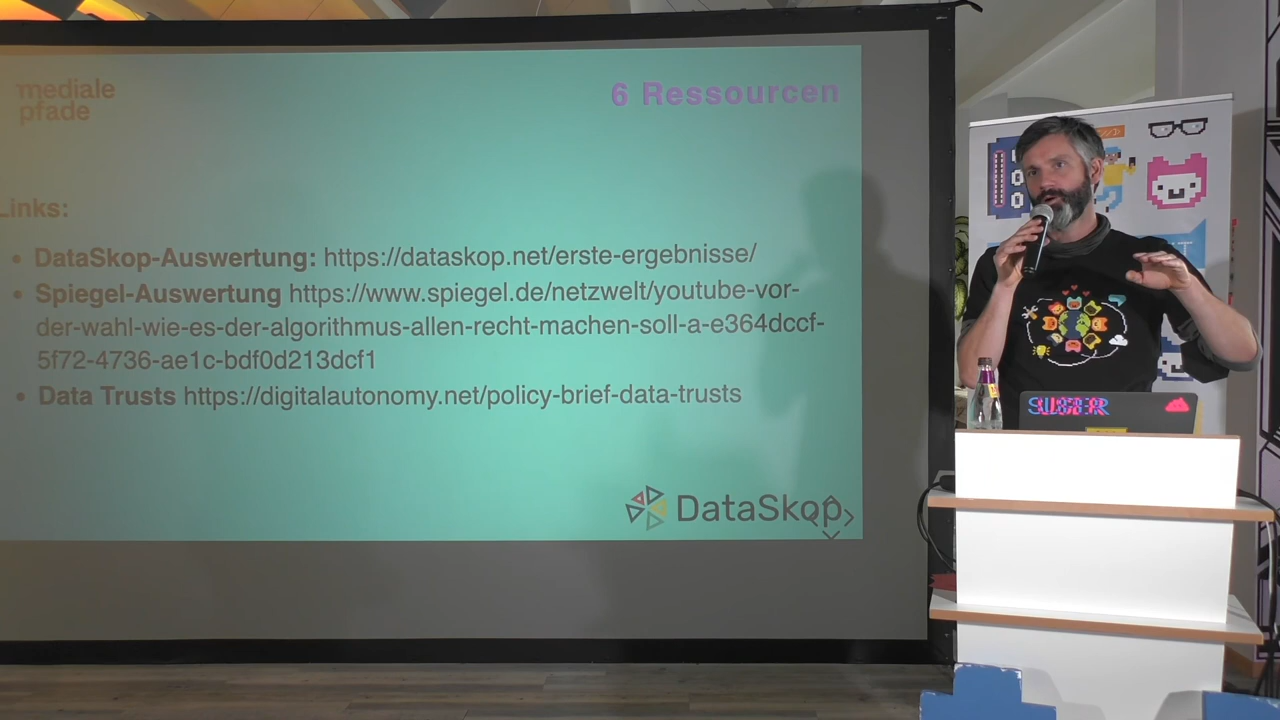 mediale
pfade
6 Ressourcen
Links:
• DataSkop-Auswertung: https://dataskop.net/erste-ergebnisse/
• Spiegel-Auswertung https://www.spiegel.de/netzwelt/youtube-vor-
der-wahl-wie-es-der-algorithmus-allen-recht-machen-soll-a-e364dccf-
5f72-4736-ae1c-bdf0d213dcf1
• Data Trusts https://digitalautonomy.net/policy-brief-data-trusts
DataSkop